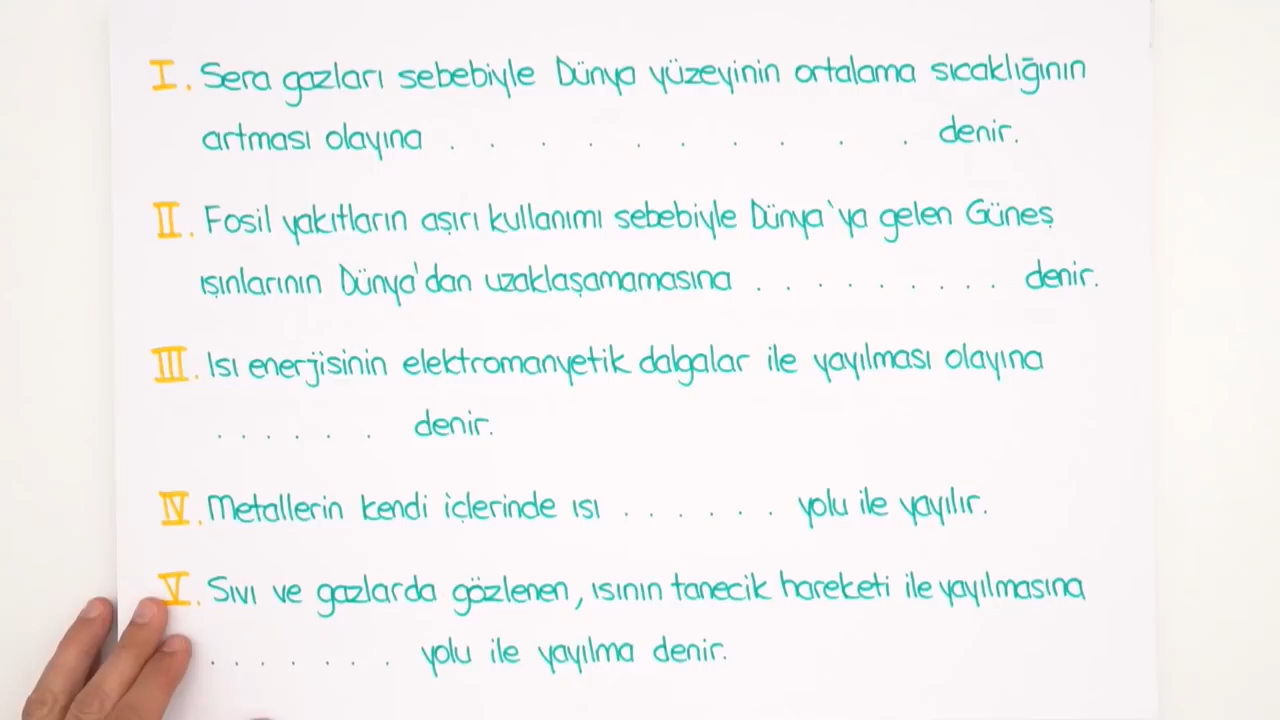 I. Sera gazları sebebiyle Dünya yüzeyinin ortalama sıcaklığının
artması olayına . . . . . . . . . . denir.
II. Fosil yakıtların aşırı kullanımı sebebiyle Dünya'ya gelen Güneş
ışınlarının Dünya'dan uzaklaşamamasına . . . . . . . . . denir.
III. Isı enerjisinin elektromanyetik dalgalar ile yayılması olayına
. . . . . . denir.
IV. Metallerin kendi içlerinde ısı . . . . . . yolu ile yayılır.
V. Sıvı ve gazlarda gözlenen, ısının tanecik hareketi ile yayılmasına
. . . . . . . yolu ile yayılma denir.